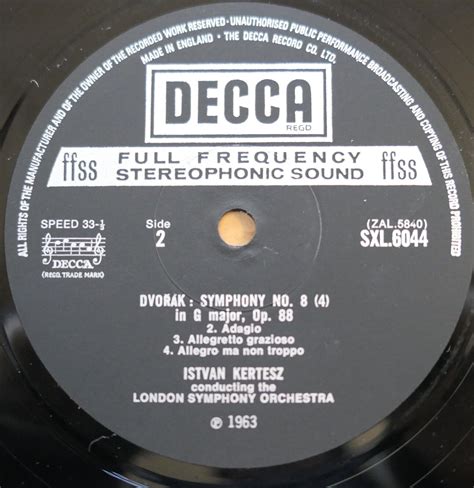 ALL RIGHTS OF THE MANUFACTURER AND OF THE OWNER OF THE RECORDED WORK RESERVED · UNAUTHORISED PUBLIC PERFORMANCE BROADCASTING AND COPYING OF THIS RECORD PROHIBITED
MADE IN ENGLAND · THE DECCA RECORD CO. LTD.
DECCA
REGD
ffss FULL FREQUENCY STEREOPHONIC SOUND ffss
SPEED 33-⅓
Side
2
(ZAL.5840)
SXL.6044
DECCA
(REGD. TRADE MARK)
DVOŘÁK : SYMPHONY NO. 8 (4)
in G major, Op. 88
2. Adagio
3. Allegretto grazioso
4. Allegro ma non troppo
ISTVAN KERTESZ
conducting the
LONDON SYMPHONY ORCHESTRA
℗ 1963